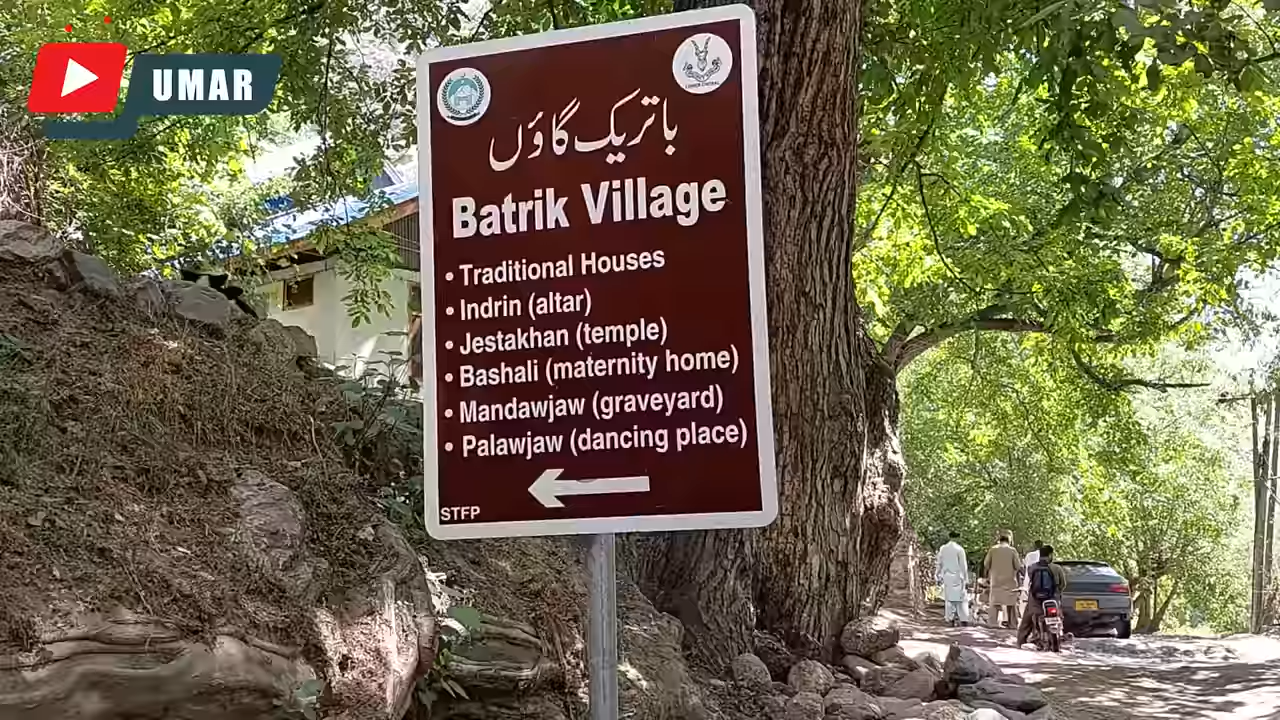 UMAR
باتریک گاؤں
Batrik Village
• Traditional Houses
• Indrin (altar)
• Jestakhan (temple)
• Bashali (maternity home)
• Mandawjaw (graveyard)
• Palawjaw (dancing place)
STFP